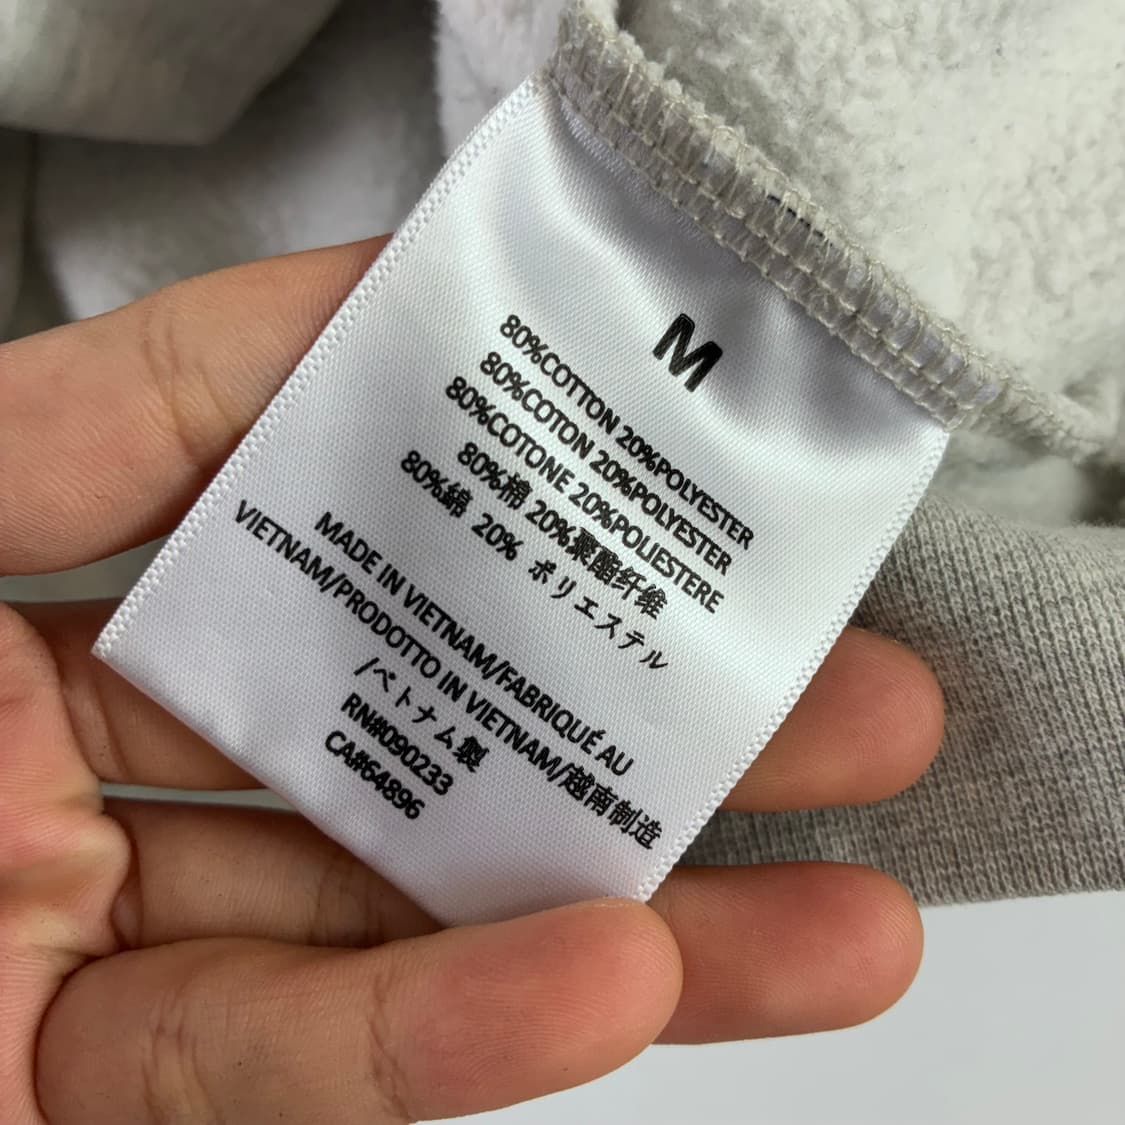 M
80%COTTON 20%POLYESTER
80%COTON 20%POLYESTER
80%COTONE 20%POLIESTERE
80%棉 20%聚酯纤维
80%綿 20% ポリエステル
MADE IN VIETNAM/FABRIQUÉ AU
VIETNAM/PRODOTTO IN VIETNAM/越南制造
/ベトナム製
RN#090233
CA#64896